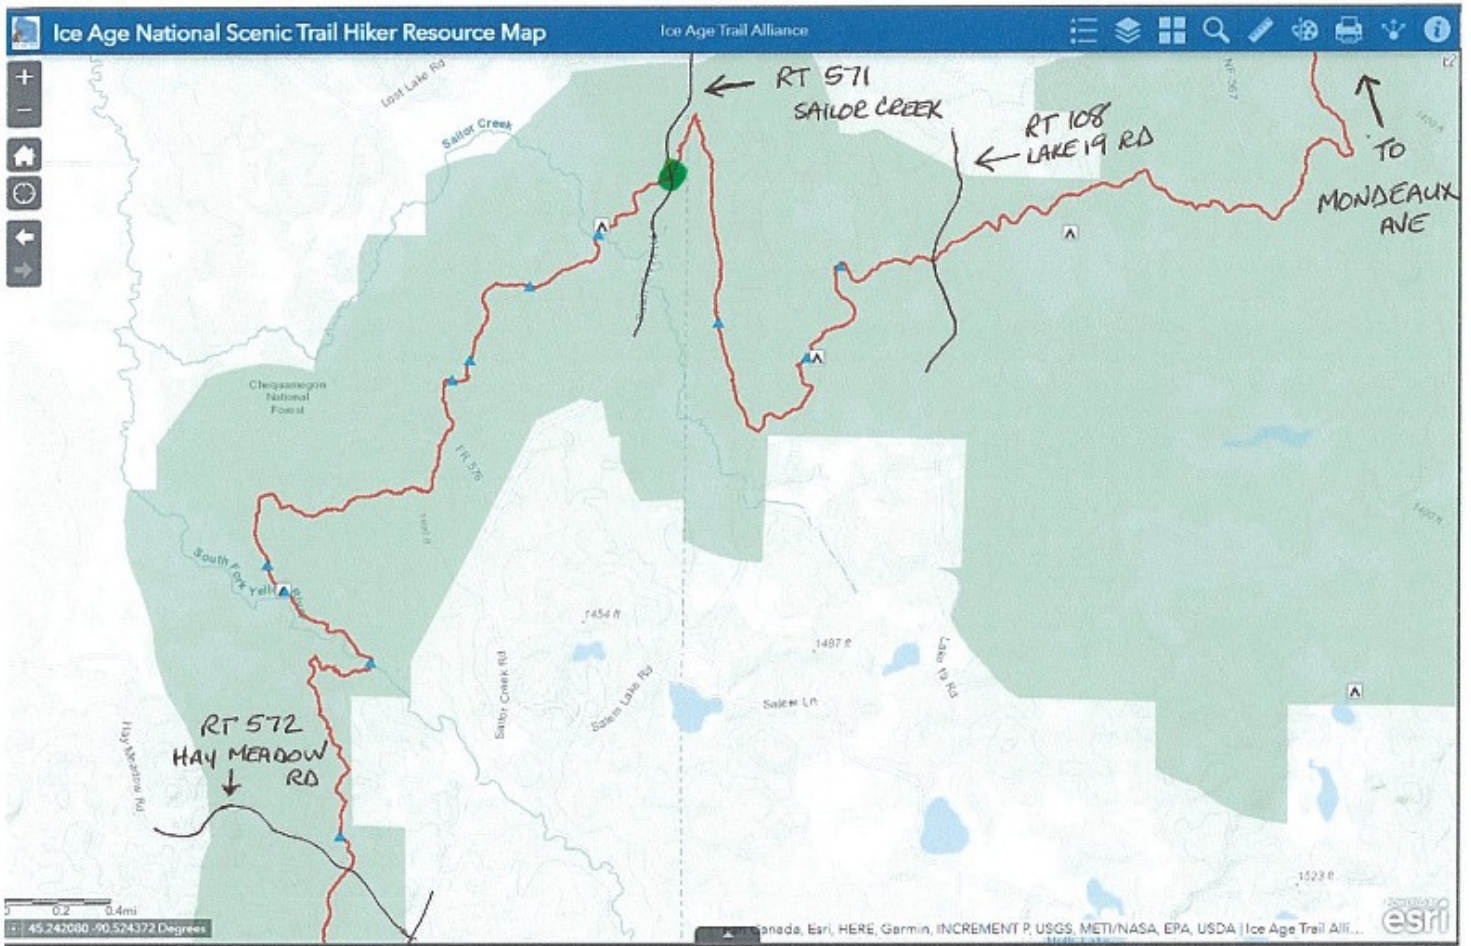 Ice Age National Scenic Trail Hiker Resource Map
Ice Age Trail Alliance
Lost Lake Rd
Sailor Creek
RT 571
SAILOR CREEK
RT 108
LAKE 19 RD
NF 567
TO
MONDEAUX
AVE
Chequamegon
National
Forest
FR 576
1400 ft
South Fork Yell
1454 ft
1487 ft
Sailor Creek Rd
Salem Lake Rd
Salem Ln
Lake 19 Rd
Hay Meadow Rd
RT 572
HAY MEADOW
RD
1523 ft
0.2 0.4mi
45.242080 -90.524372 Degrees
Canada, Esri, HERE, Garmin, INCREMENT P, USGS, METI/NASA, EPA, USDA | Ice Age Trail Alli...
esri